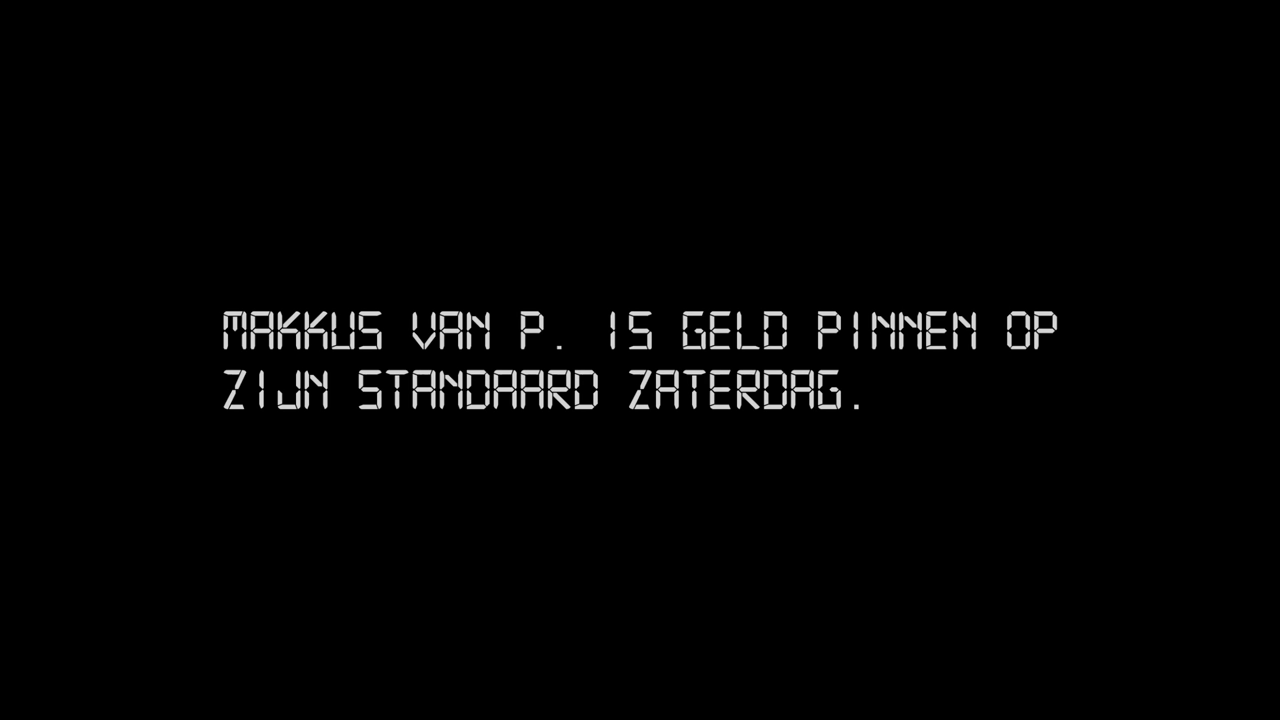 MAKKUS VAN P. IS GELD PINNEN OP
ZIJN STANDAARD ZATERDAG.